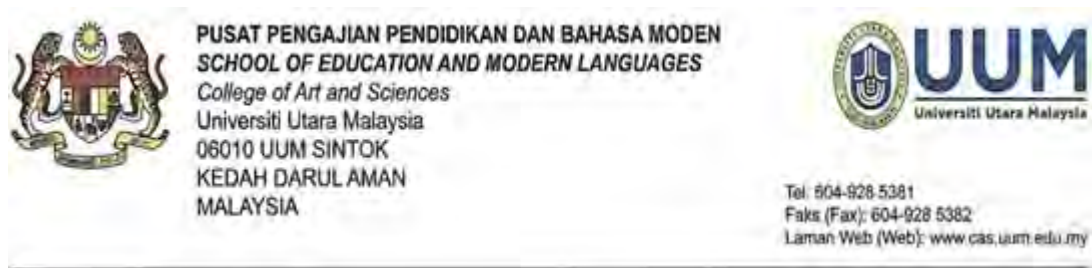 PUSAT PENGAJIAN PENDIDIKAN DAN BAHASA MODEN
SCHOOL OF EDUCATION AND MODERN LANGUAGES
College of Art and Sciences
Universiti Utara Malaysia
06010 UUM SINTOK
KEDAH DARUL AMAN
MALAYSIA
UUM
Universiti Utara Malaysia
Tel: 604-928 5381
Faks (Fax): 604-928 5382
Laman Web (Web): www.cas.uum.edu.my